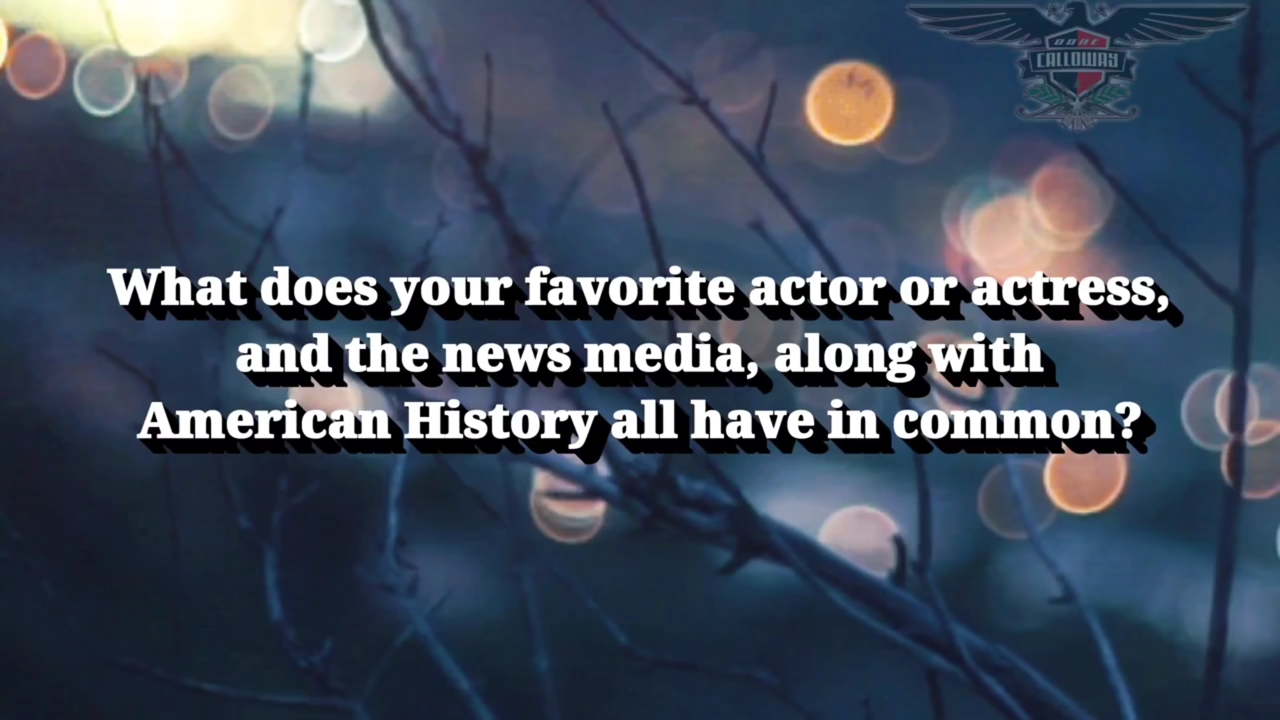 DANE
CALLOWAY
What does your favorite actor or actress,
and the news media, along with
American History all have in common?